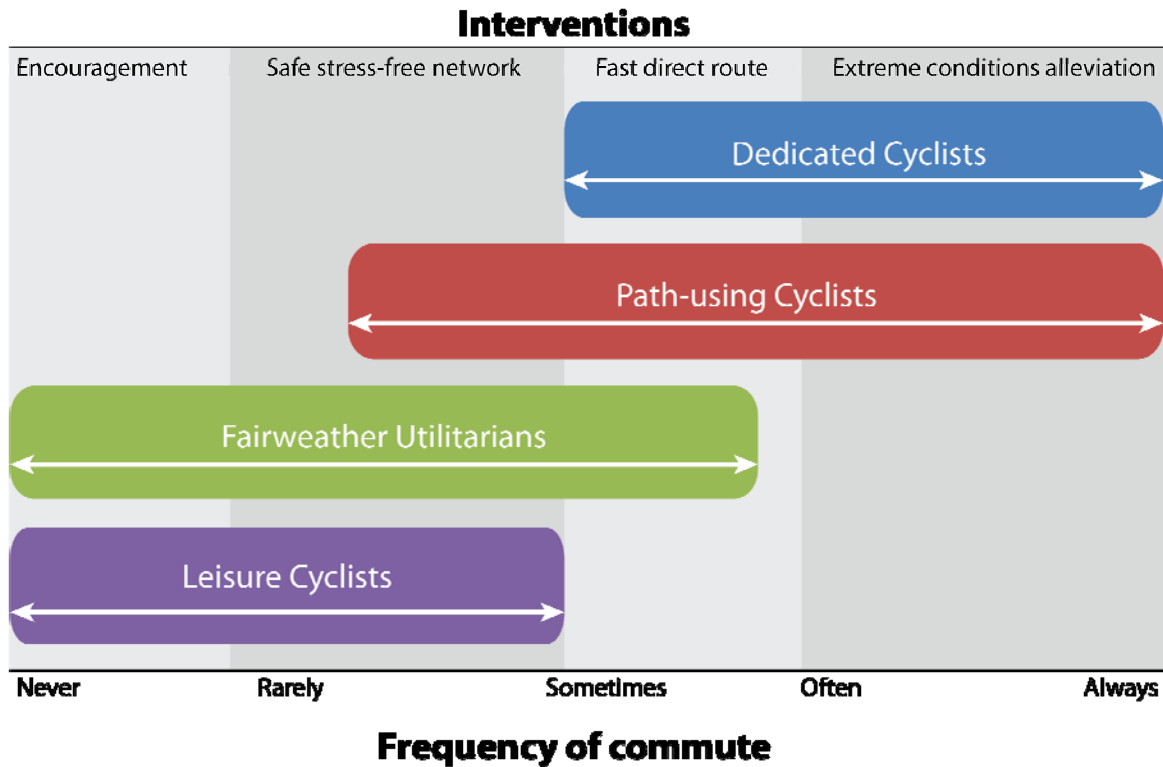 Interventions
Encouragement Safe stress-free network Fast direct route Extreme conditions alleviation
Dedicated Cyclists
Path-using Cyclists
Fairweather Utilitarians
Leisure Cyclists
Never Rarely Sometimes Often Always
Frequency of commute